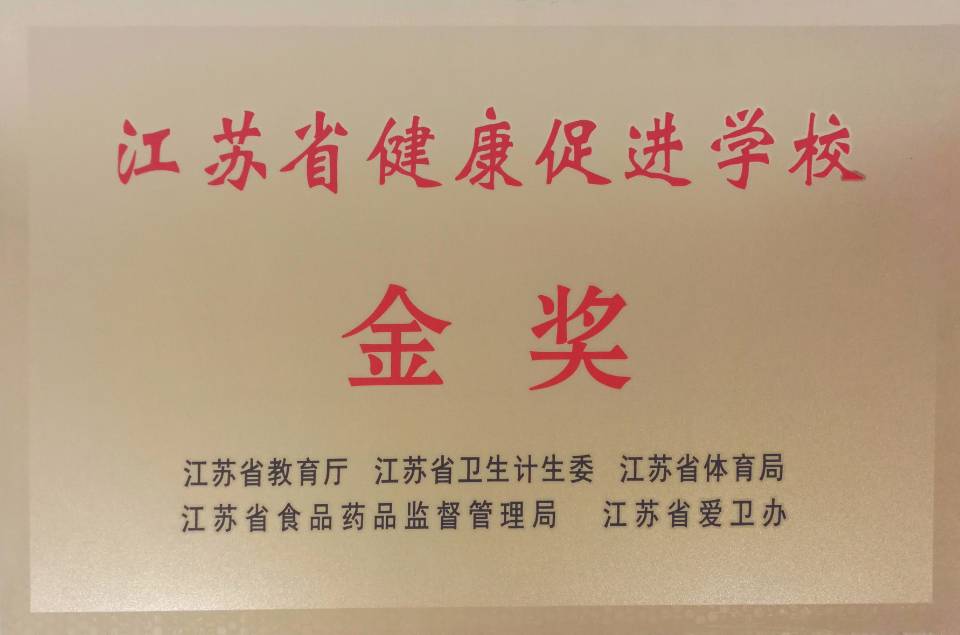 江苏省健康促进学校
金奖
江苏省教育厅 江苏省卫生计生委 江苏省体育局
江苏省食品药品监督管理局 江苏省爱卫办